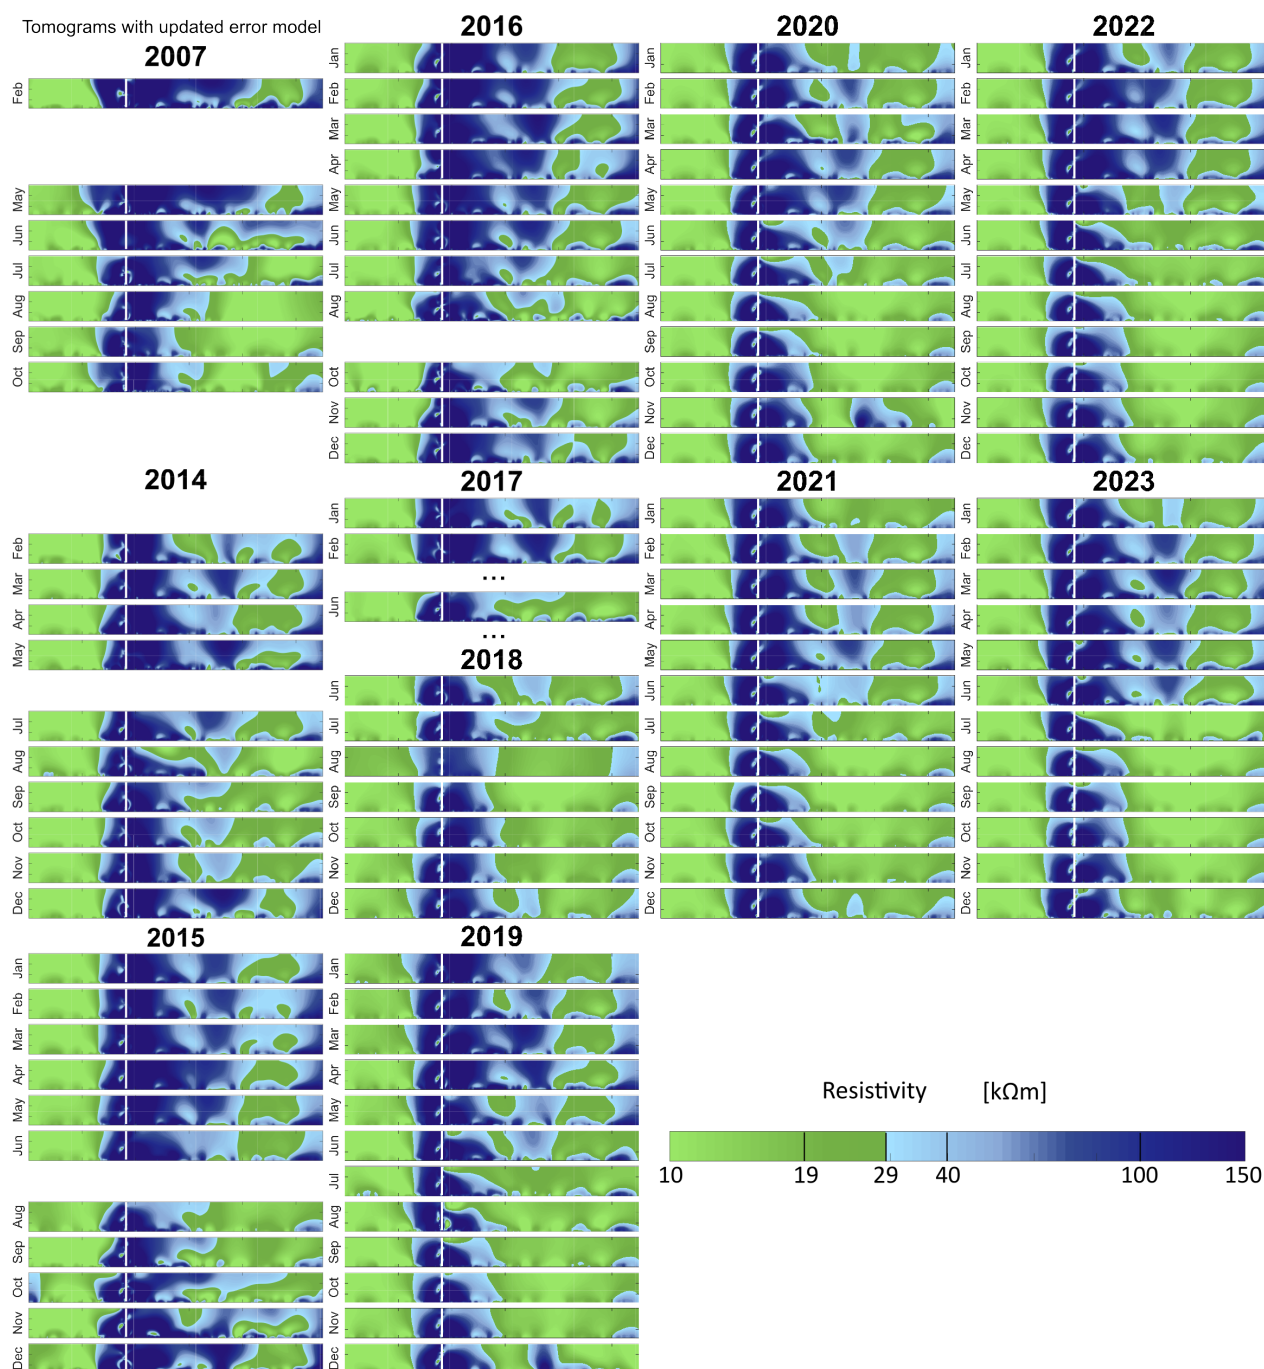 Tomograms with updated error model
2007
Feb
May
Jun
Jul
Aug
Sep
Oct
2016
Jan
Feb
Mar
Apr
May
Jun
Jul
Aug
Oct
Nov
Dec
2020
Jan
Feb
Mar
Apr
May
Jun
Jul
Aug
Sep
Oct
Nov
Dec
2022
Jan
Feb
Mar
Apr
May
Jun
Jul
Aug
Sep
Oct
Nov
Dec
2014
Feb
Mar
Apr
May
Jul
Aug
Sep
Oct
Nov
Dec
2017
Jan
Feb
...
Jun
...
2018
Jun
Jul
Aug
Sep
Oct
Nov
Dec
2021
Jan
Feb
Mar
Apr
May
Jun
Jul
Aug
Sep
Oct
Nov
Dec
2023
Jan
Feb
Mar
Apr
May
Jun
Jul
Aug
Sep
Oct
Nov
Dec
2015
Jan
Feb
Mar
Apr
May
Jun
Aug
Sep
Oct
Nov
Dec
2019
Jan
Feb
Mar
Apr
May
Jun
Jul
Aug
Sep
Oct
Nov
Dec
Resistivity [kΩm]
10 19 29 40 100 150